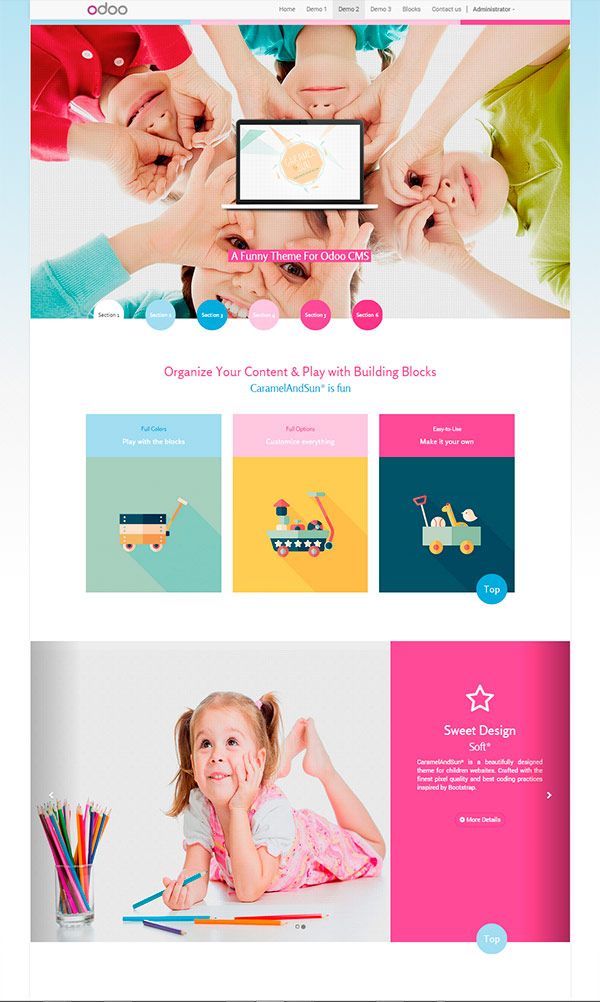 odoo
Home Demo 1 Demo 2 Demo 3 Blocks Contact us Administrator
A Funny Theme For Odoo CMS
Section 1 Section 2 Section 3 Section 4 Section 5 Section 6
Organize Your Content & Play with Building Blocks
CaramelAndSun* is fun
Full Colors
Play with the blocks
Full Options
Customize everything
Easy-to-Use
Make it your own
Top
Sweet Design
Soft*
CaramelAndSun* is a beautifully designed
theme for children websites. Crafted with the
finest pixel quality and best coding practices
inspired by Bootstrap.
More Details
Top